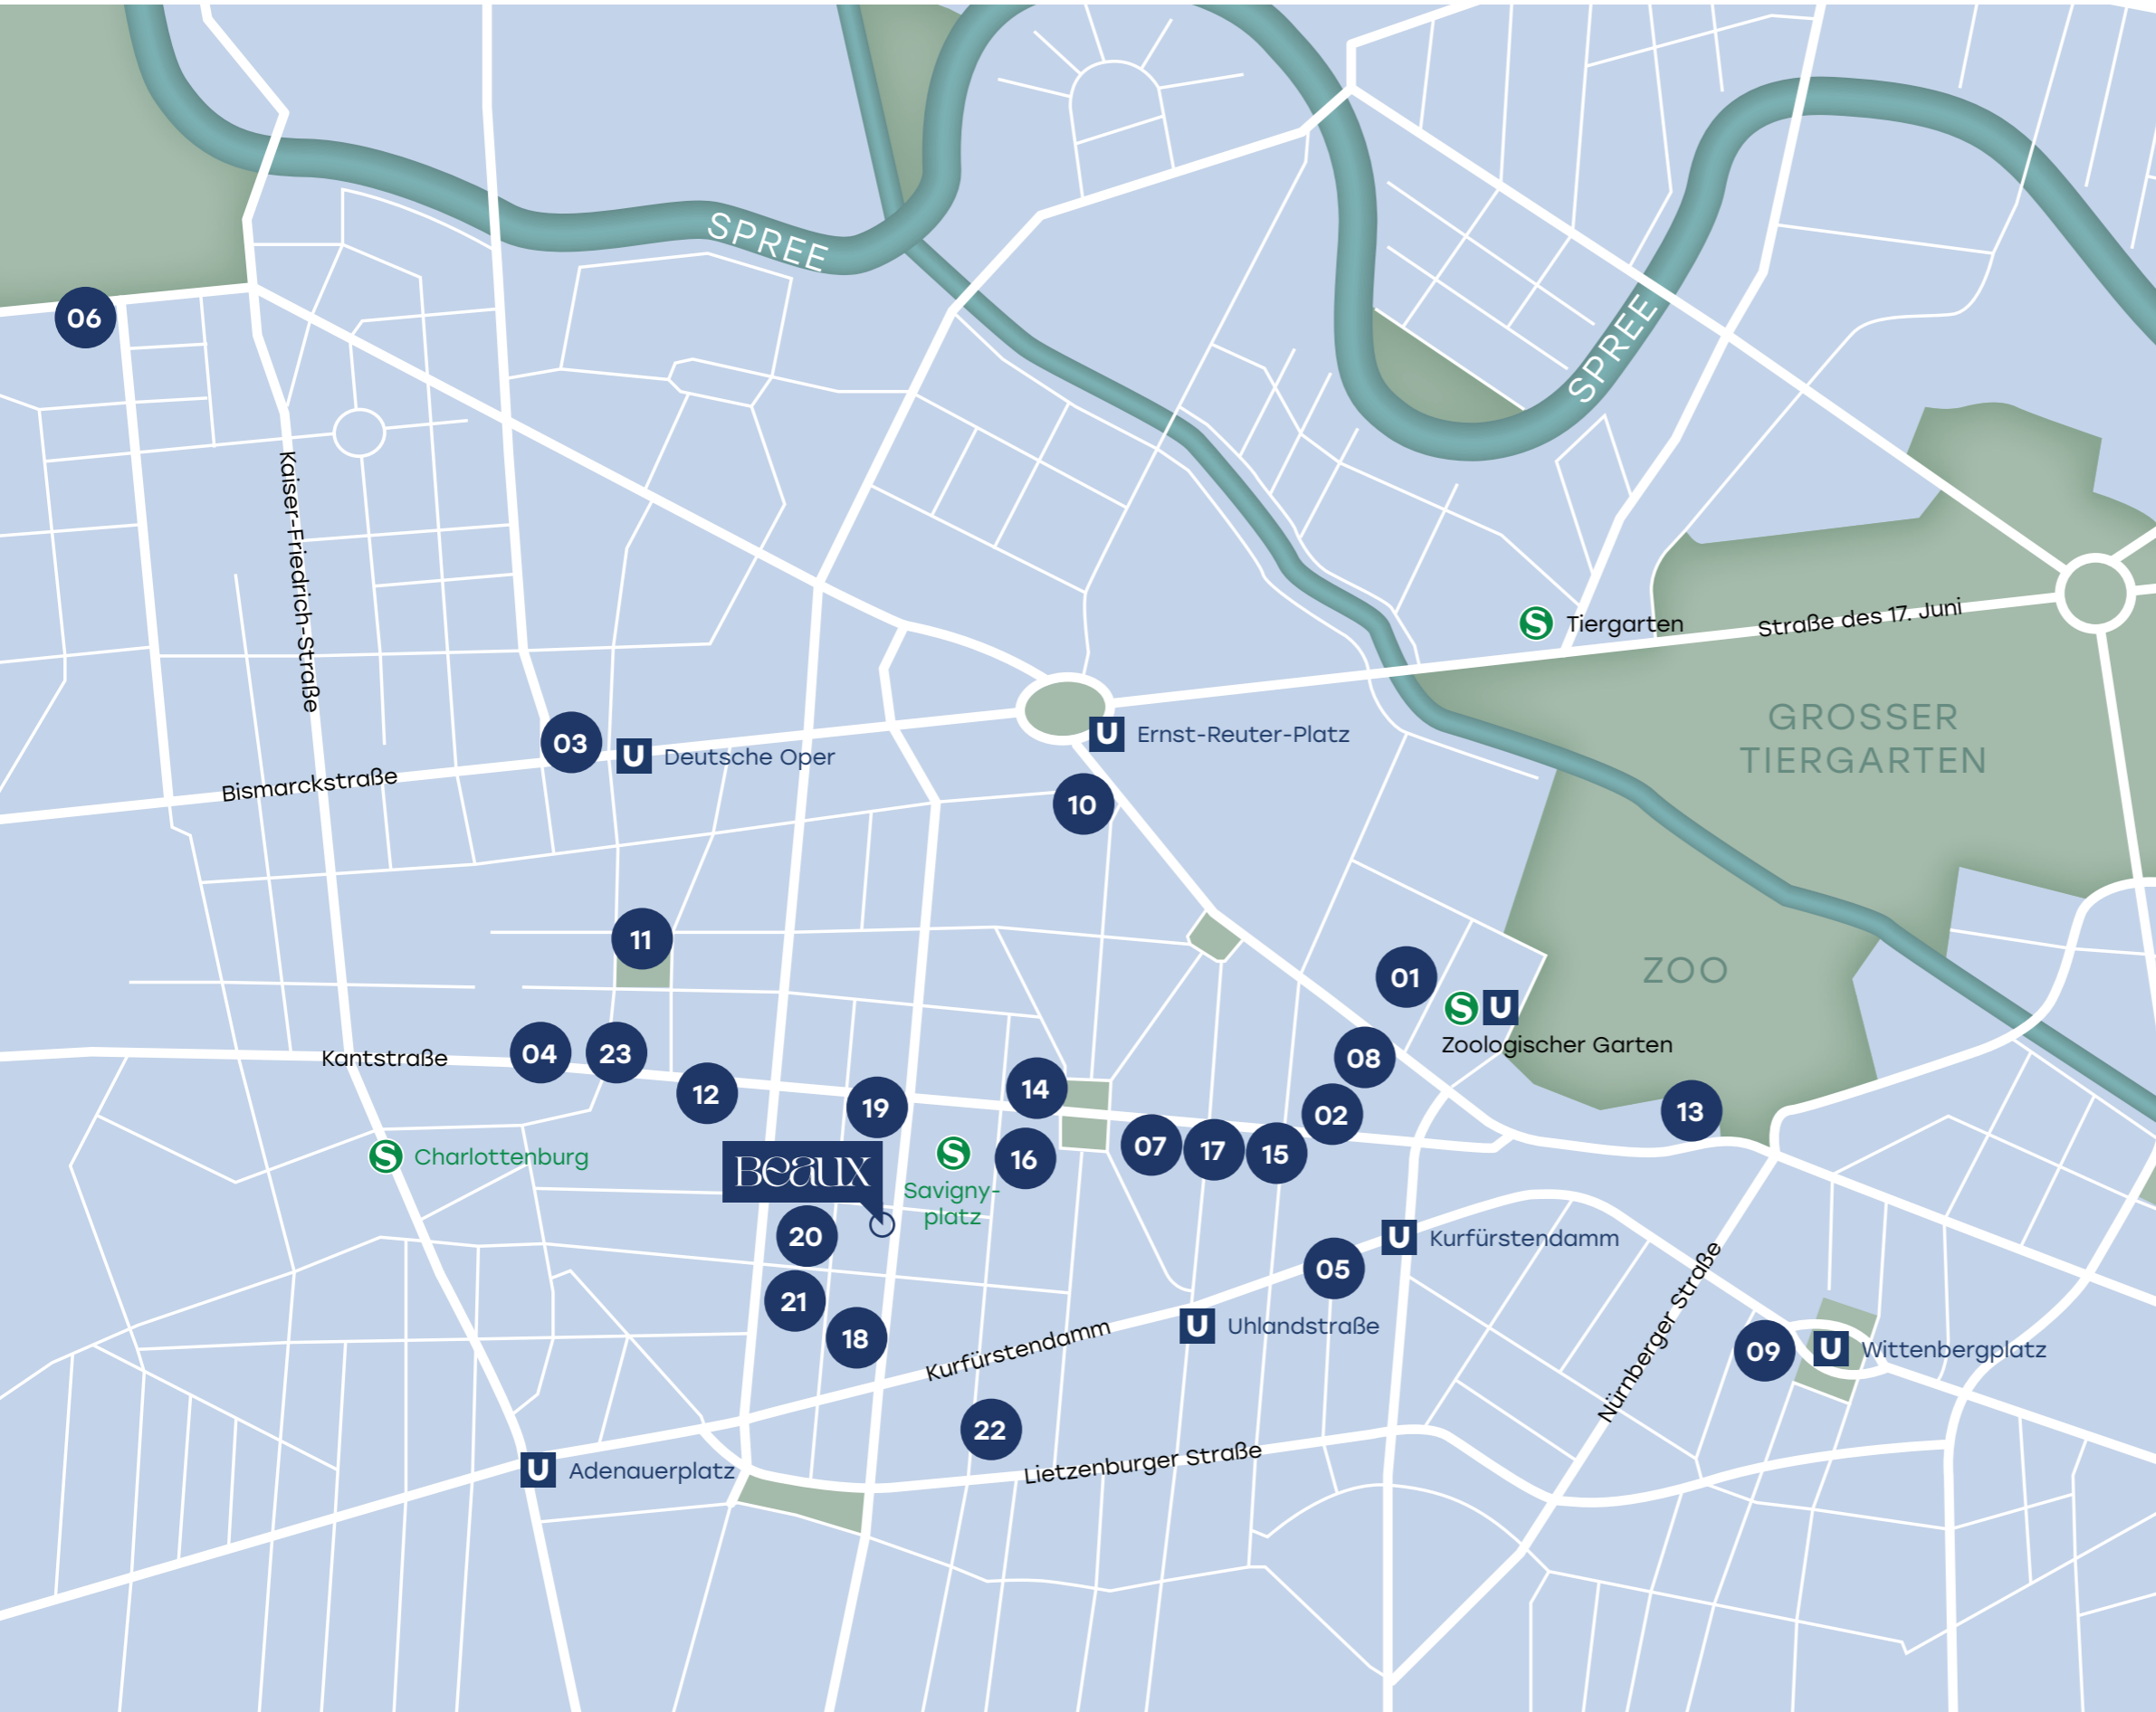 SPREE
SPREE
06
Kaiser-Friedrich-Straße
S Tiergarten
Straße des 17. Juni
GROSSER
TIERGARTEN
03
U Deutsche Oper
U Ernst-Reuter-Platz
Bismarckstraße
10
11
01
ZOO
S U
Zoologischer Garten
Kantstraße
04
23
12
19
14
08
02
13
S Charlottenburg
Beaux
S
Savigny-
platz
16
07
17
15
20
U Kurfürstendamm
05
21
18
U Uhlandstraße
Kurfürstendamm
Nürnberger Straße
09
U Wittenbergplatz
22
Lietzenburger Straße
U Adenauerplatz